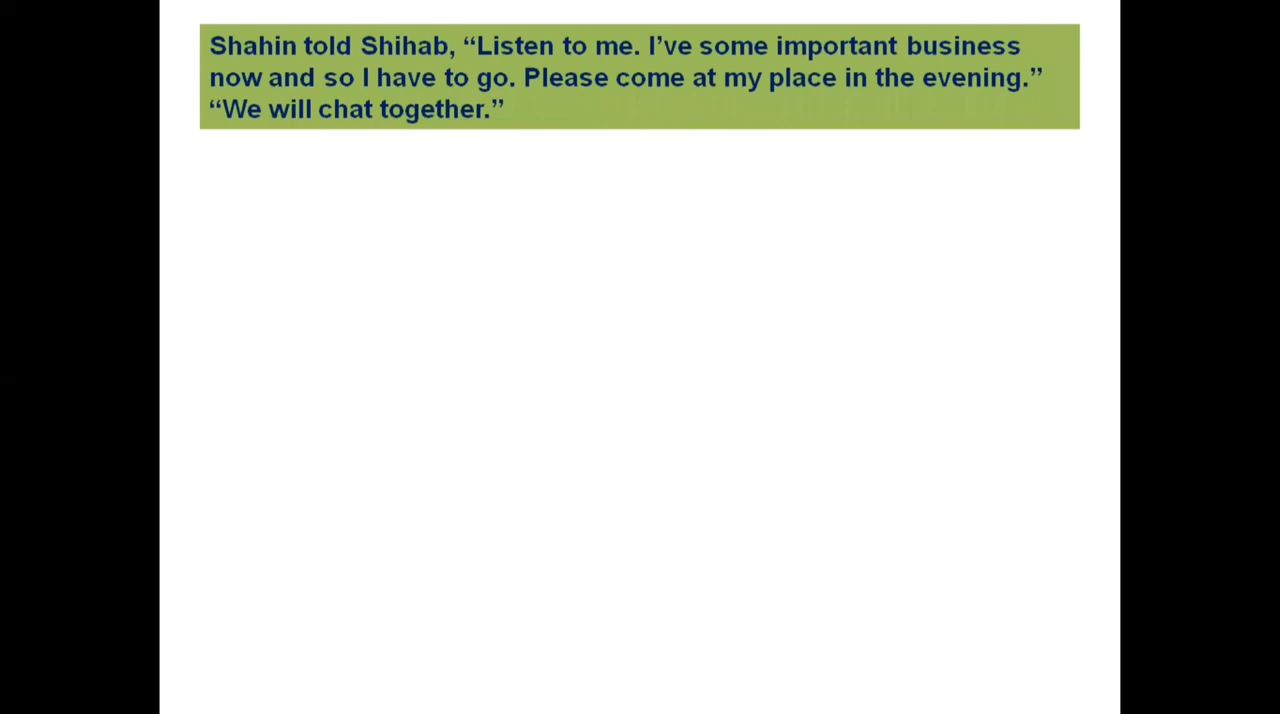 Shahin told Shihab, “Listen to me. I’ve some important business
now and so I have to go. Please come at my place in the evening.”
“We will chat together.”